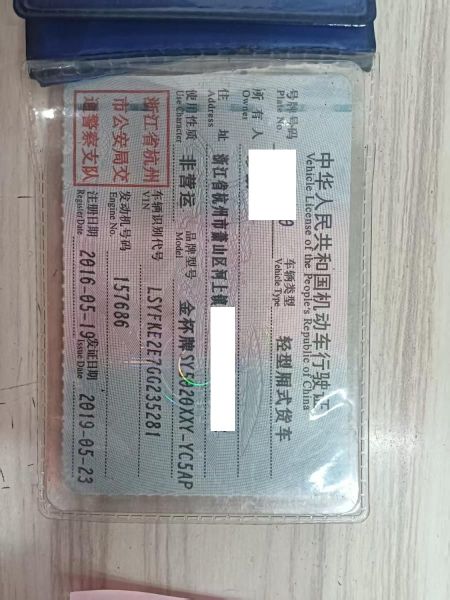 中华人民共和国机动车行驶证
Vehicle License of the People's Republic of China
号牌号码
Plate No.
0
车辆类型
Vehicle Type
轻型厢式货车
所有人
Owner
住址
Address
浙江省杭州市萧山区河上镇
使用性质
Use Character
非营运
品牌型号
Model
金杯牌SY5020XXY-YC5AP
浙江省杭州
市公安局交
通警察支队
车辆识别代号
VIN
LSYFKE2E7GG235281
发动机号码
Engine No.
157686
注册日期
Register Date
2016-05-19
发证日期
Issue Date
2019-05-23